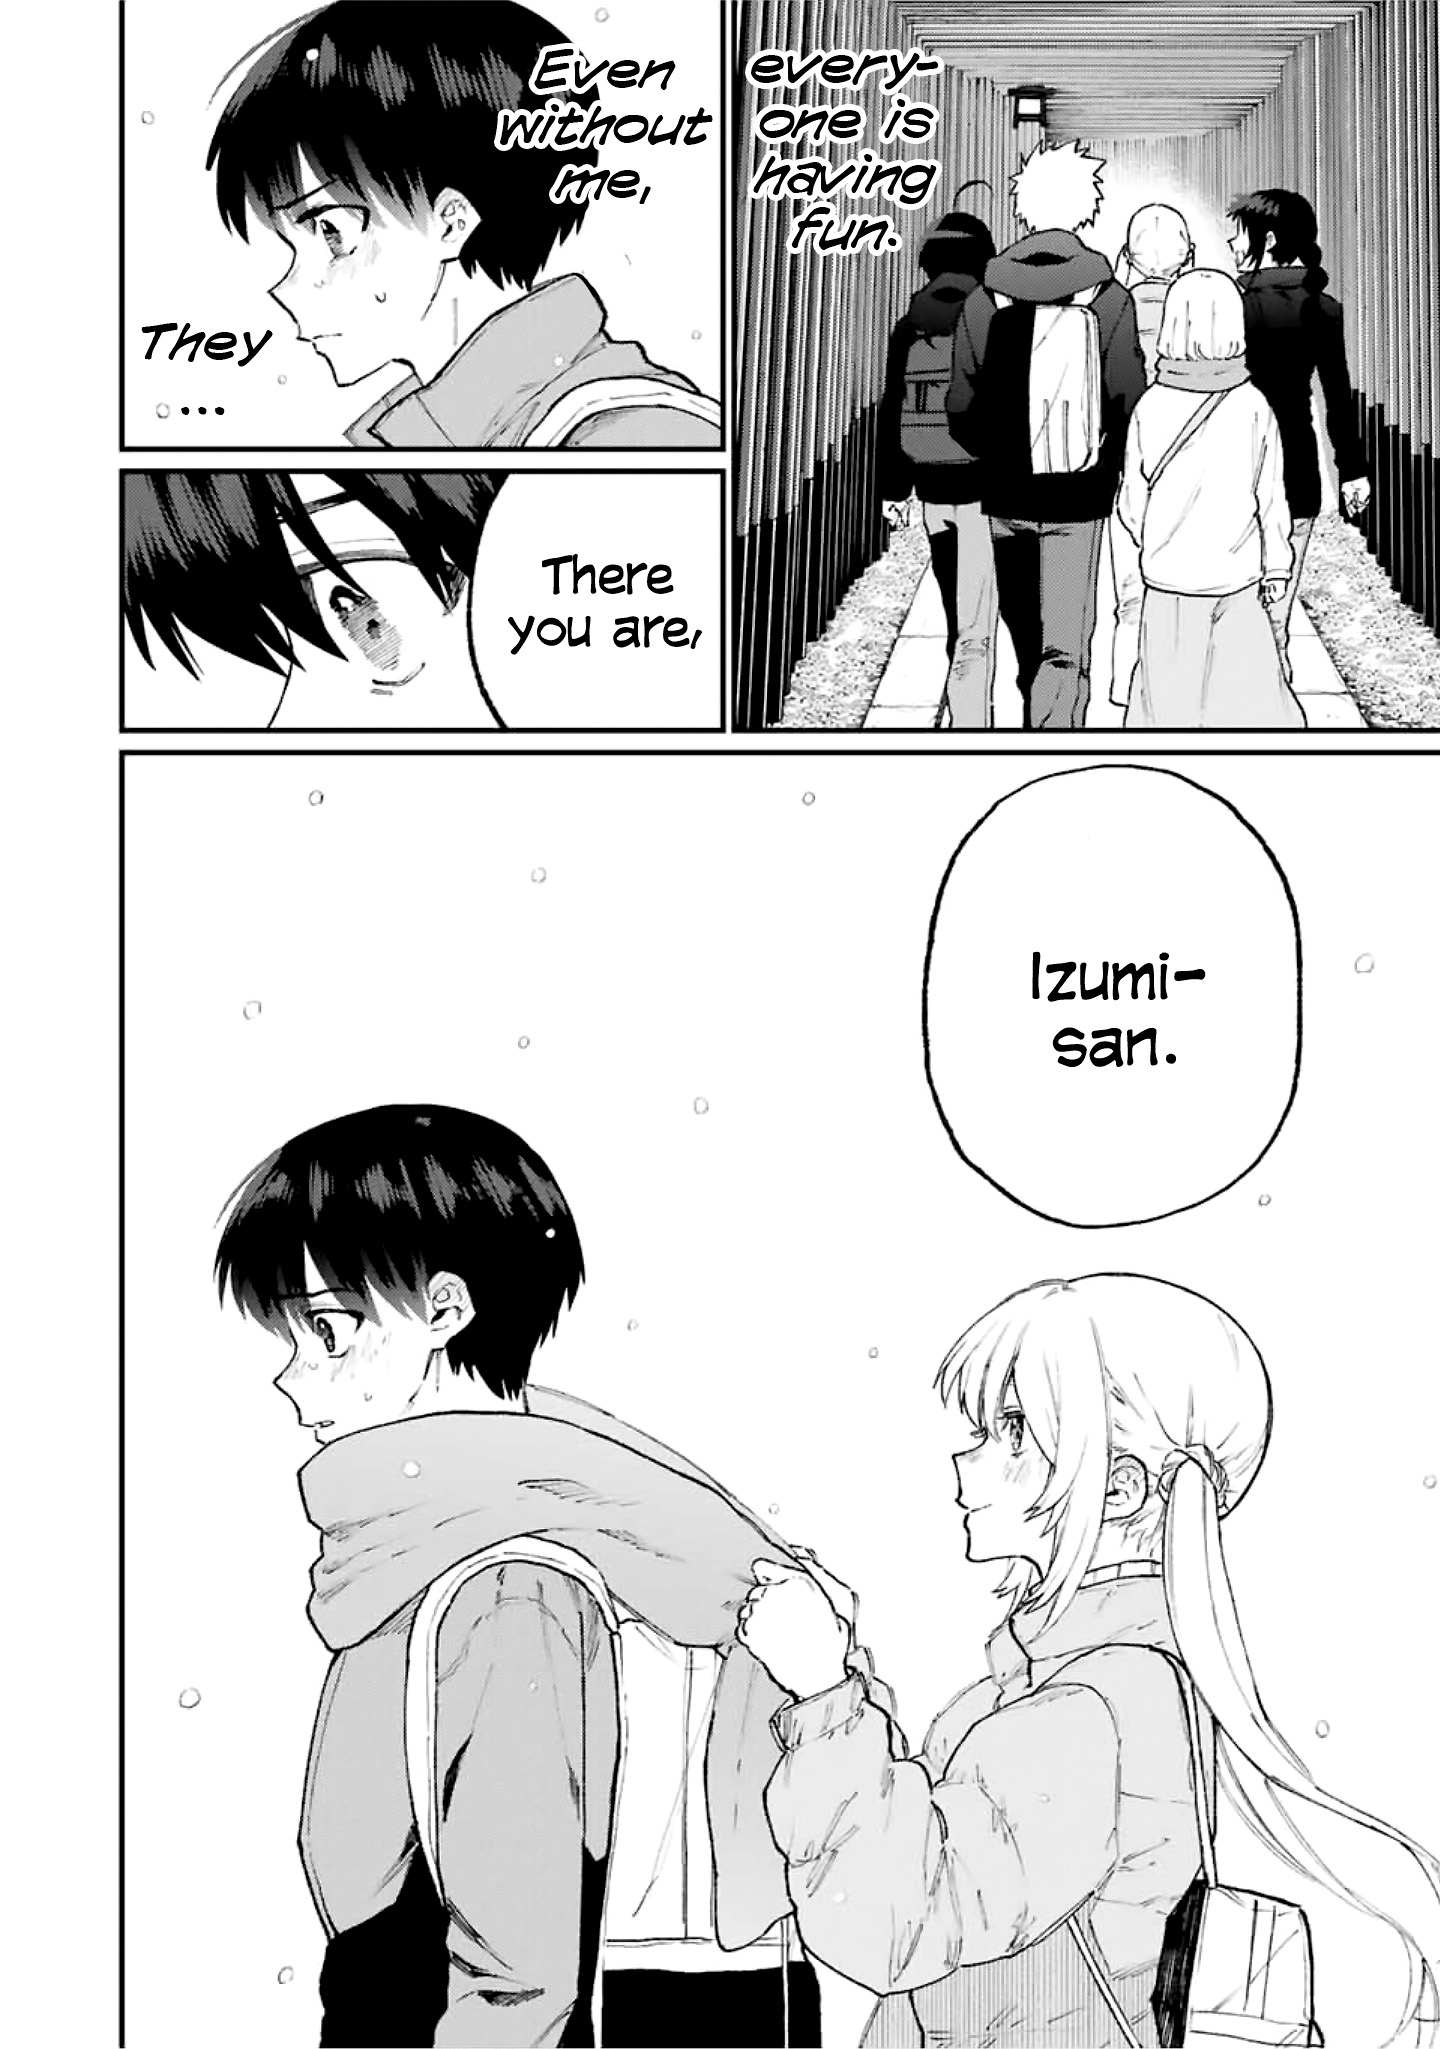 every-
one is
having
fun.
Even
without
me,
They
...
There
you are,
Izumi-
san.